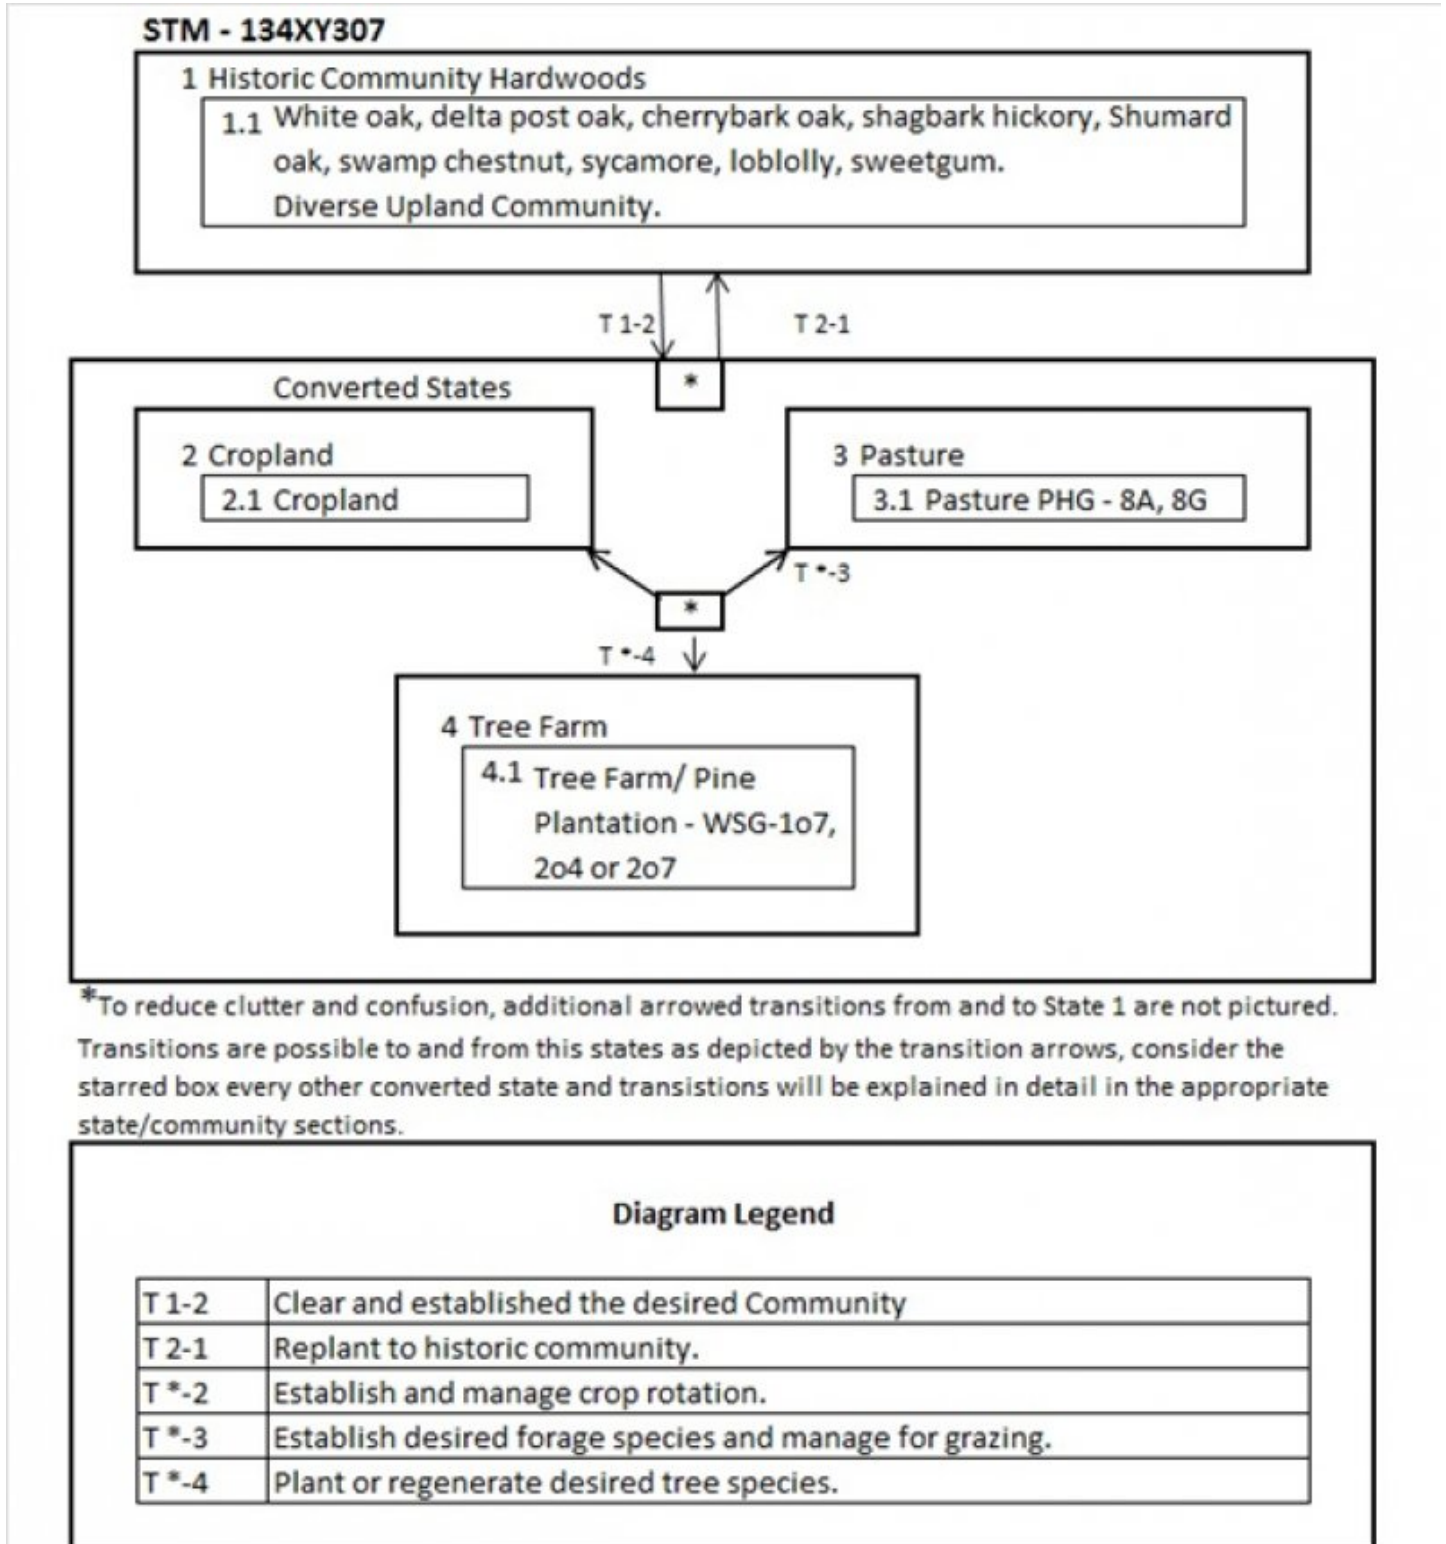 STM - 134XY307
1 Historic Community Hardwoods
1.1 White oak, delta post oak, cherrybark oak, shagbark hickory, Shumard
oak, swamp chestnut, sycamore, loblolly, sweetgum.
Diverse Upland Community.
T 1-2
T 2-1
Converted States
*
2 Cropland
2.1 Cropland
3 Pasture
3.1 Pasture PHG - 8A, 8G
T *-3
*
T *-4
4 Tree Farm
4.1 Tree Farm/ Pine
Plantation - WSG-1o7,
2o4 or 2o7
*To reduce clutter and confusion, additional arrowed transitions from and to State 1 are not pictured.
Transitions are possible to and from this states as depicted by the transition arrows, consider the
starred box every other converted state and transistions will be explained in detail in the appropriate
state/community sections.
Diagram Legend
T 1-2 Clear and established the desired Community
T 2-1 Replant to historic community.
T *-2 Establish and manage crop rotation.
T *-3 Establish desired forage species and manage for grazing.
T *-4 Plant or regenerate desired tree species.